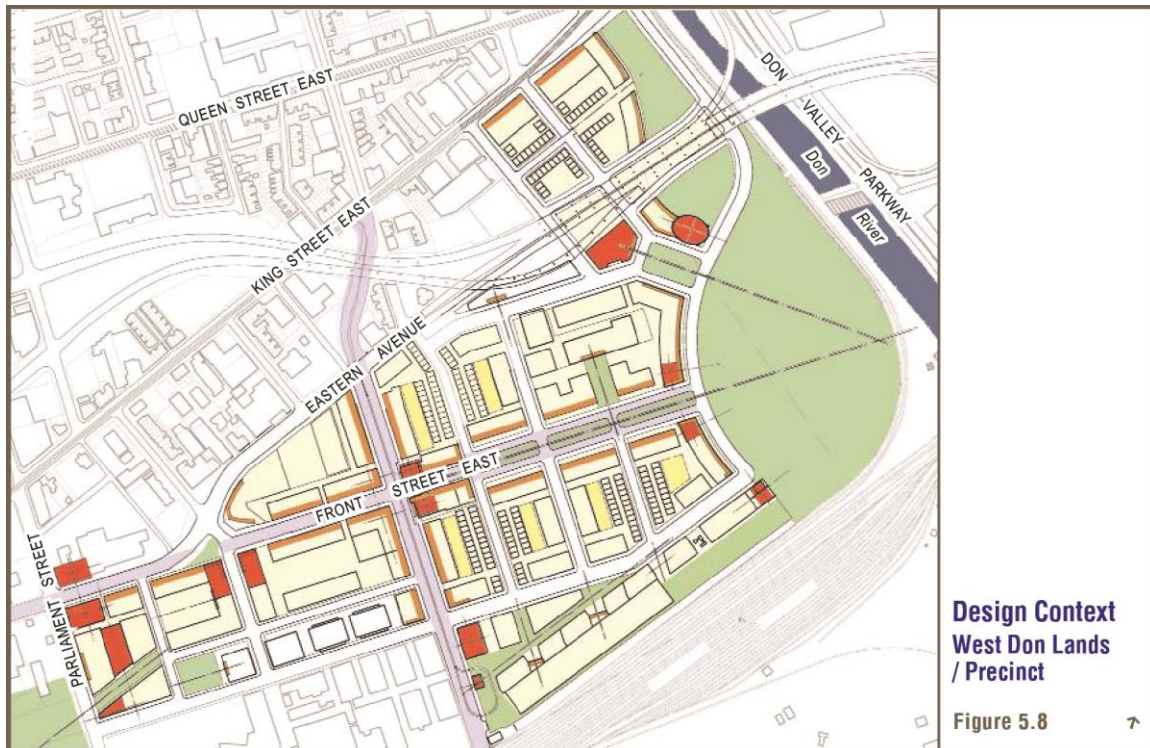 QUEEN STREET EAST
DON VALLEY PARKWAY
Don River
KING STREET EAST
EASTERN AVENUE
FRONT STREET EAST
PARLIAMENT STREET
Design Context
West Don Lands
/ Precinct
Figure 5.8